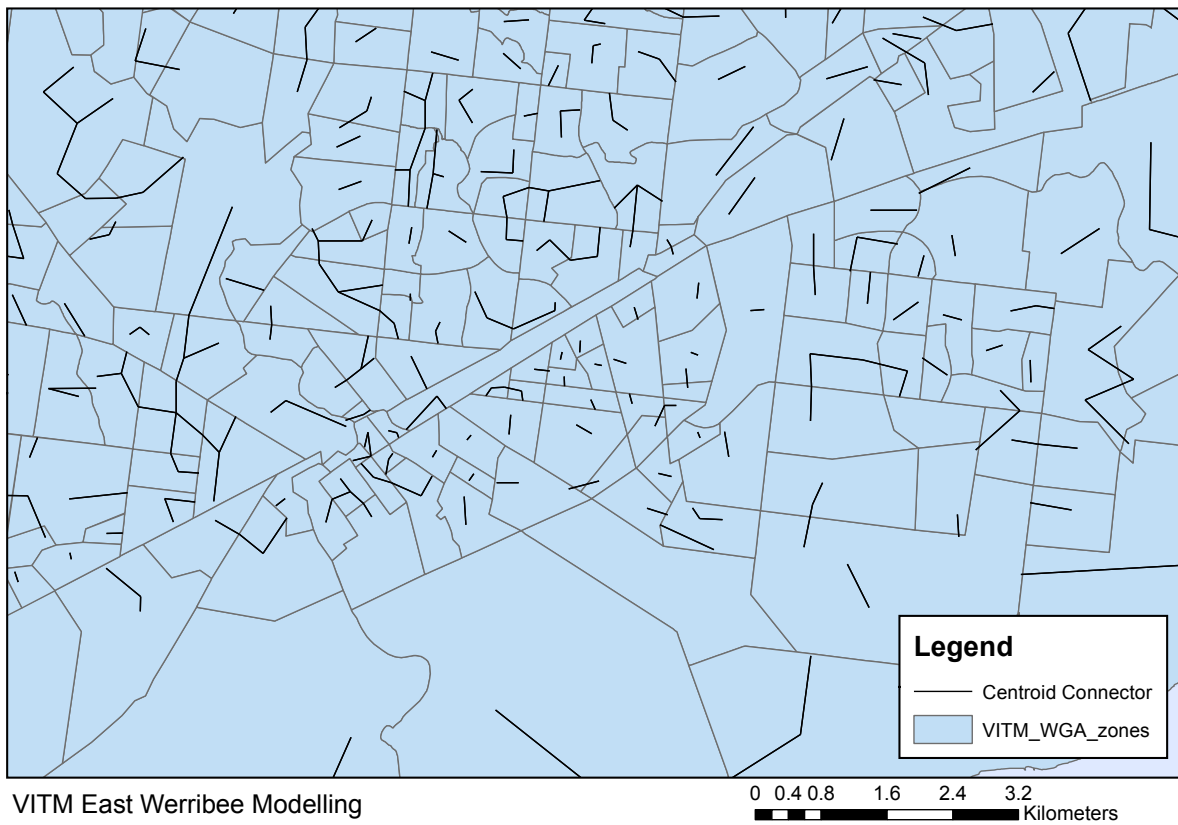 Legend
Centroid Connector
VITM_WGA_zones
VITM East Werribee Modelling
0 0.4 0.8 1.6 2.4 3.2
Kilometers